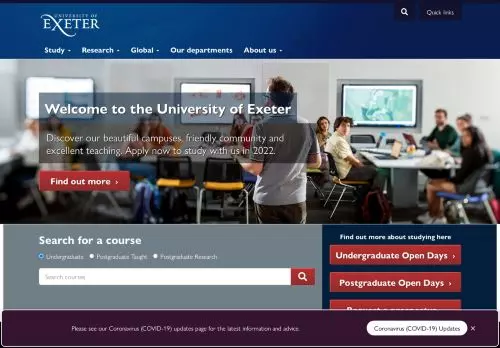 UNIVERSITY OF
EXETER
Quick links
Study
Research
Global
Our departments
About us
Welcome to the University of Exeter
Discover our beautiful campuses, friendly community and
excellent teaching. Apply now to study with us in 2022.
Find out more ›
Search for a course
Undergraduate Postgraduate Taught Postgraduate Research
Search courses
Find out more about studying here
Undergraduate Open Days ›
Postgraduate Open Days ›
Please see our Coronavirus (COVID-19) updates page for the latest information and advice.
Coronavirus (COVID-19) Updates ×